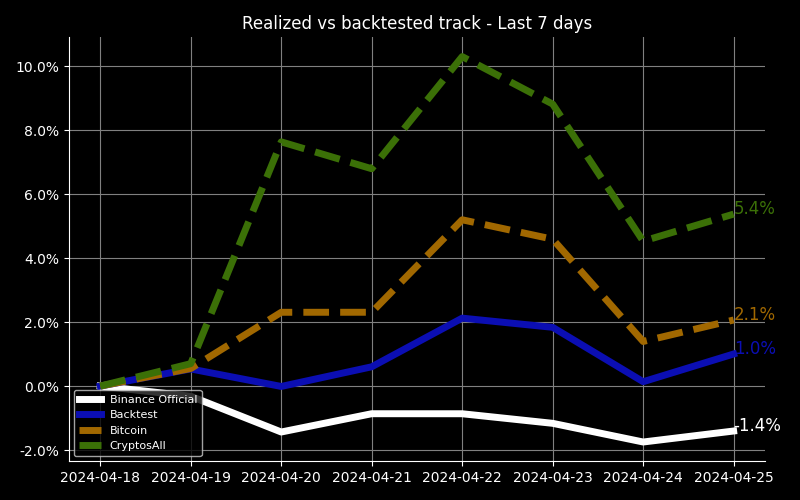 Realized vs backtested track - Last 7 days
10.0%
8.0%
6.0%
4.0%
2.0%
0.0%
-2.0%
5.4%
2.1%
1.0%
-1.4%
Binance Official
Backtest
Bitcoin
CryptosAll
2024-04-18 2024-04-19 2024-04-20 2024-04-21 2024-04-22 2024-04-23 2024-04-24 2024-04-25